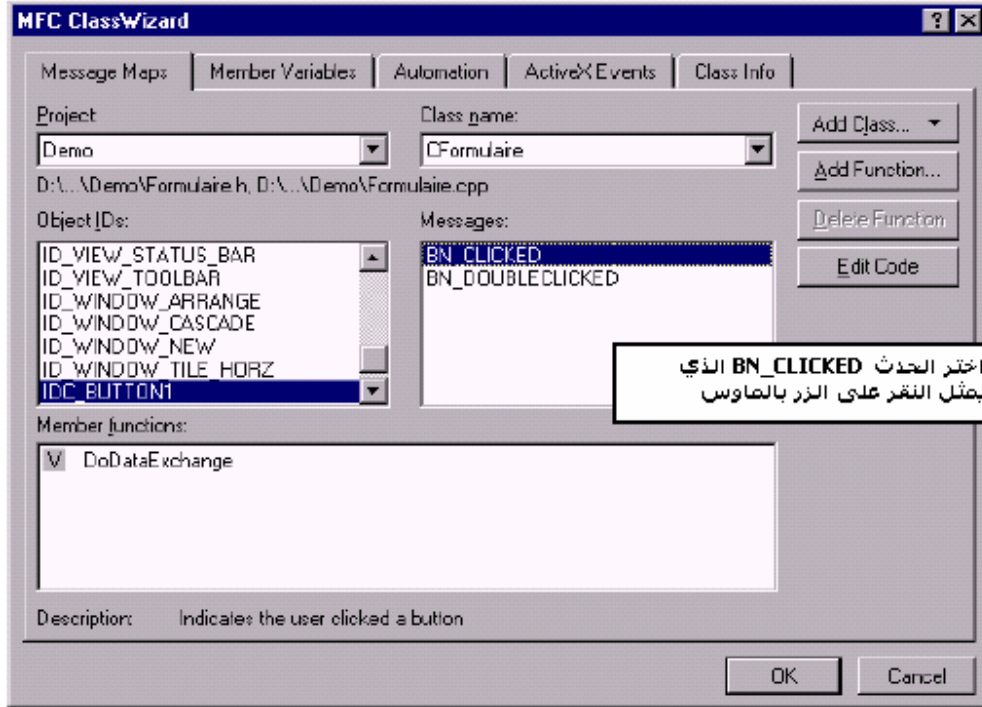 MFC ClassWizard
Message Maps
Member Variables
Automation
ActiveX Events
Class Info
Project:
Class name:
Add Class...
Demo
CFormulaire
Add Function...
D:\...\Demo\Formulaire.h, D:\...\Demo\Formulaire.cpp
Object IDs:
Messages:
Delete Function
ID_VIEW_STATUS_BAR
ID_VIEW_TOOLBAR
ID_WINDOW_ARRANGE
ID_WINDOW_CASCADE
ID_WINDOW_NEW
ID_WINDOW_TILE_HORZ
IDC_BUTTON1
BN_CLICKED
BN_DOUBLECLICKED
Edit Code
اختر الحدث BN_CLICKED الذي
يمثل النقر على الزر بالماوس
Member functions:
V DoDataExchange
Description: Indicates the user clicked a button
OK
Cancel